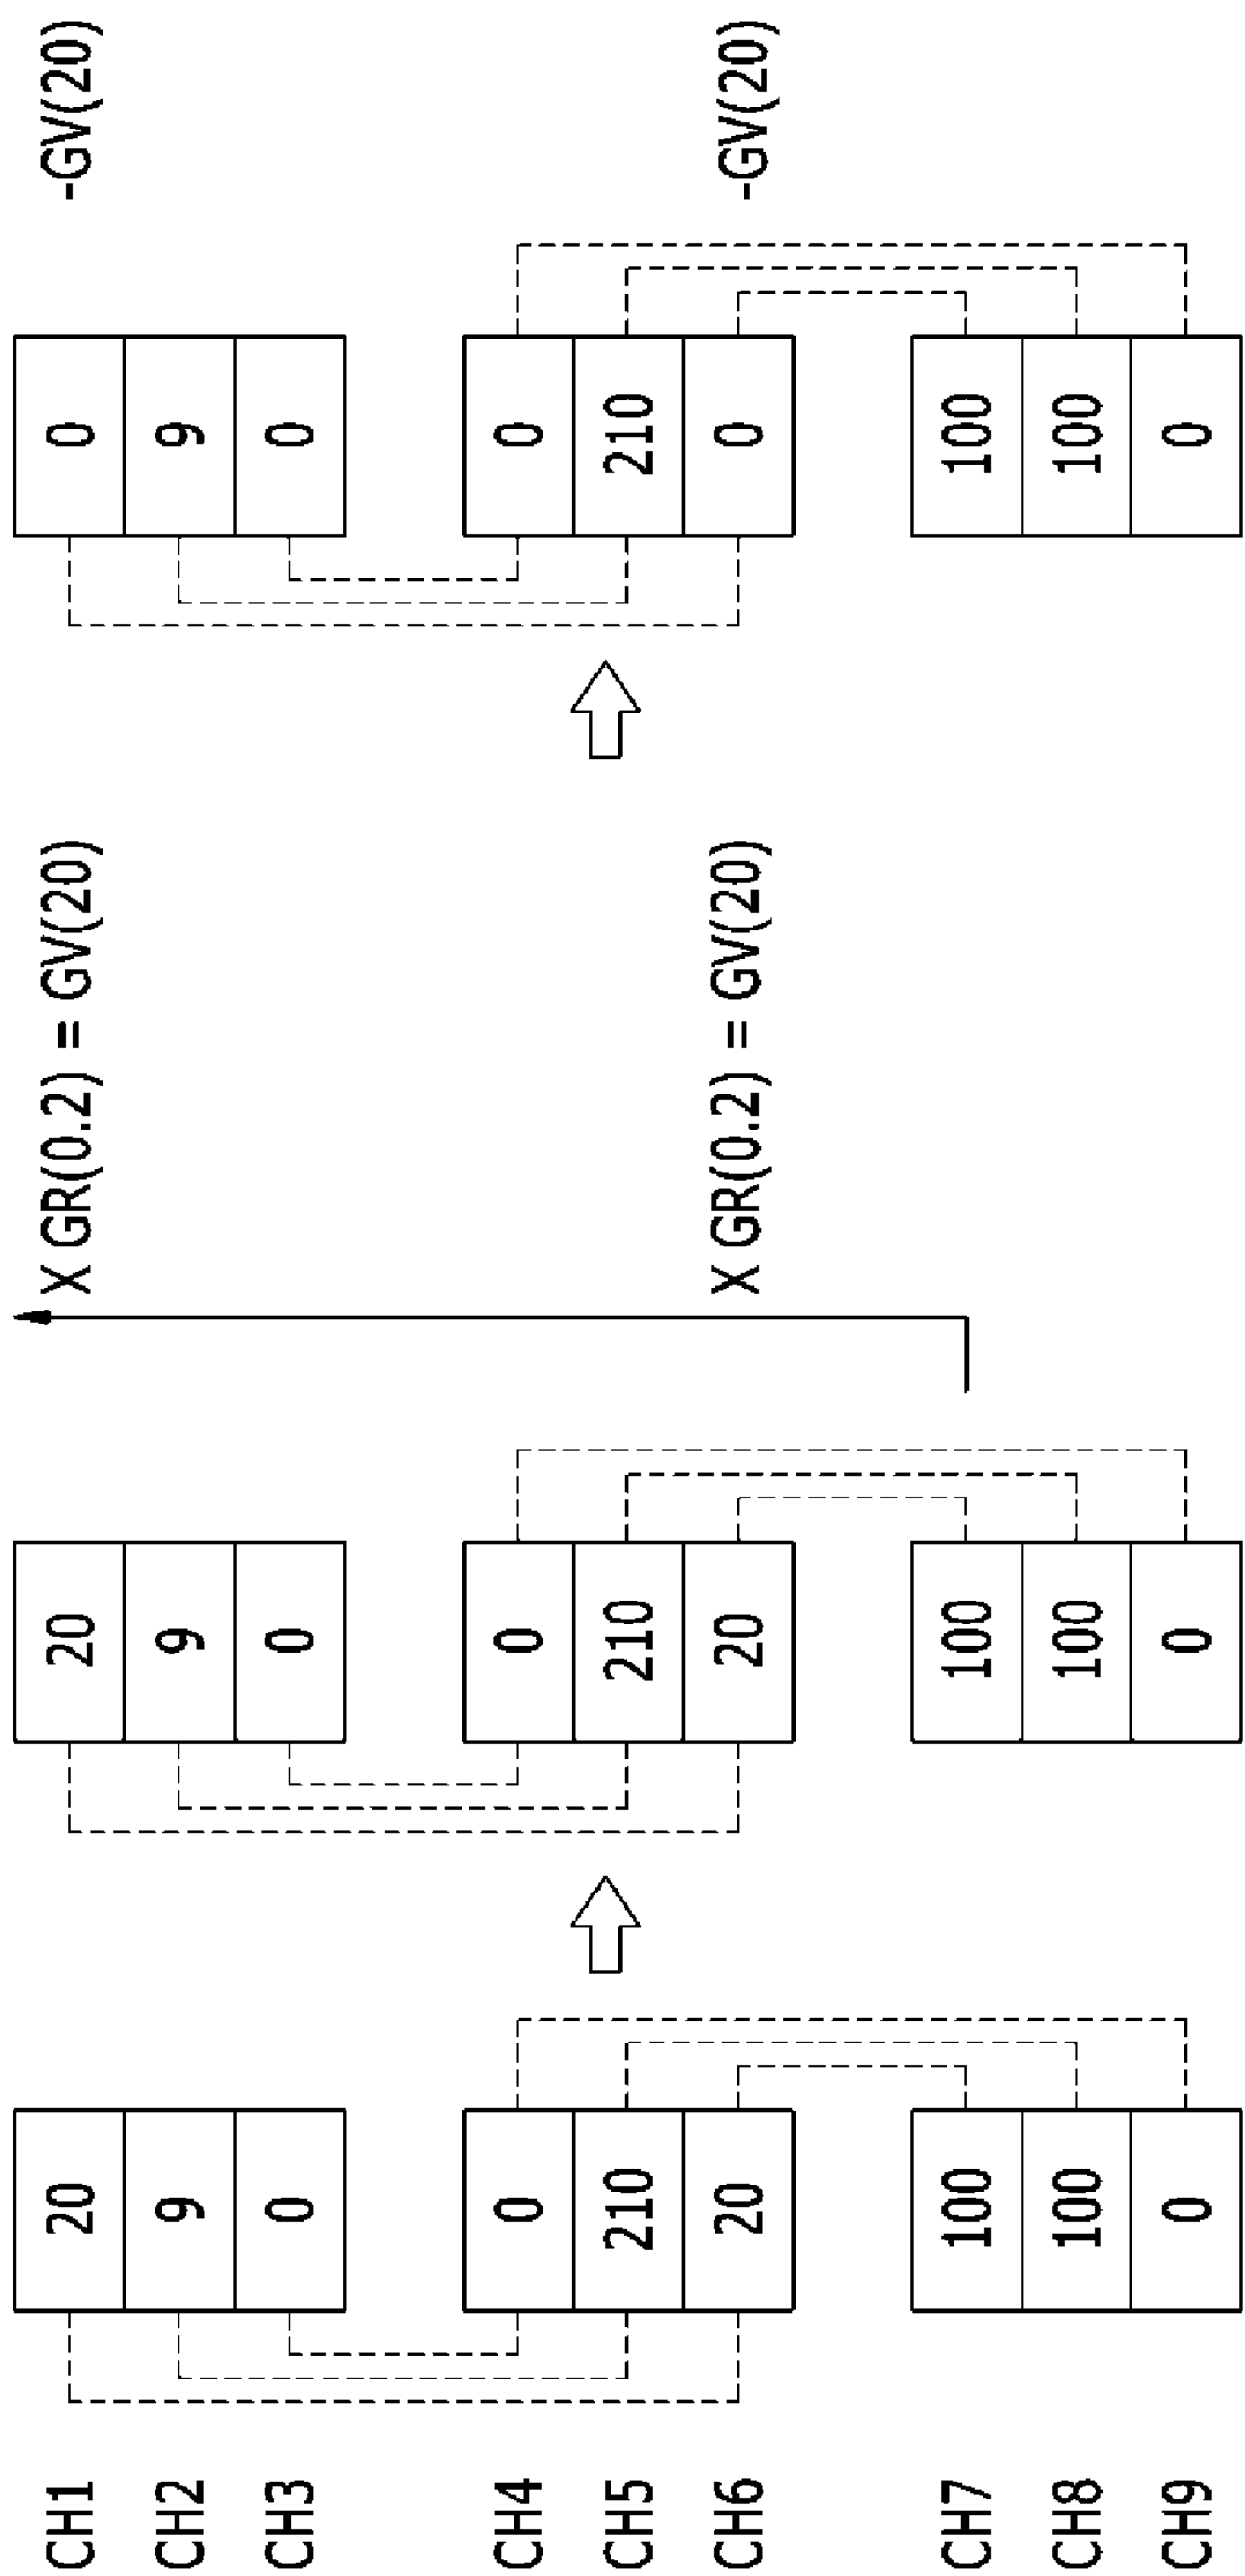 CH1 20 20 X GR(0.2) = GV(20) 0 -GV(20)
CH2 9 9 9
CH3 0 0 0
CH4 0 0 0
CH5 210 210 210
CH6 20 20 X GR(0.2) = GV(20) 0 -GV(20)
CH7 100 100 100
CH8 100 100 100
CH9 0 0 0